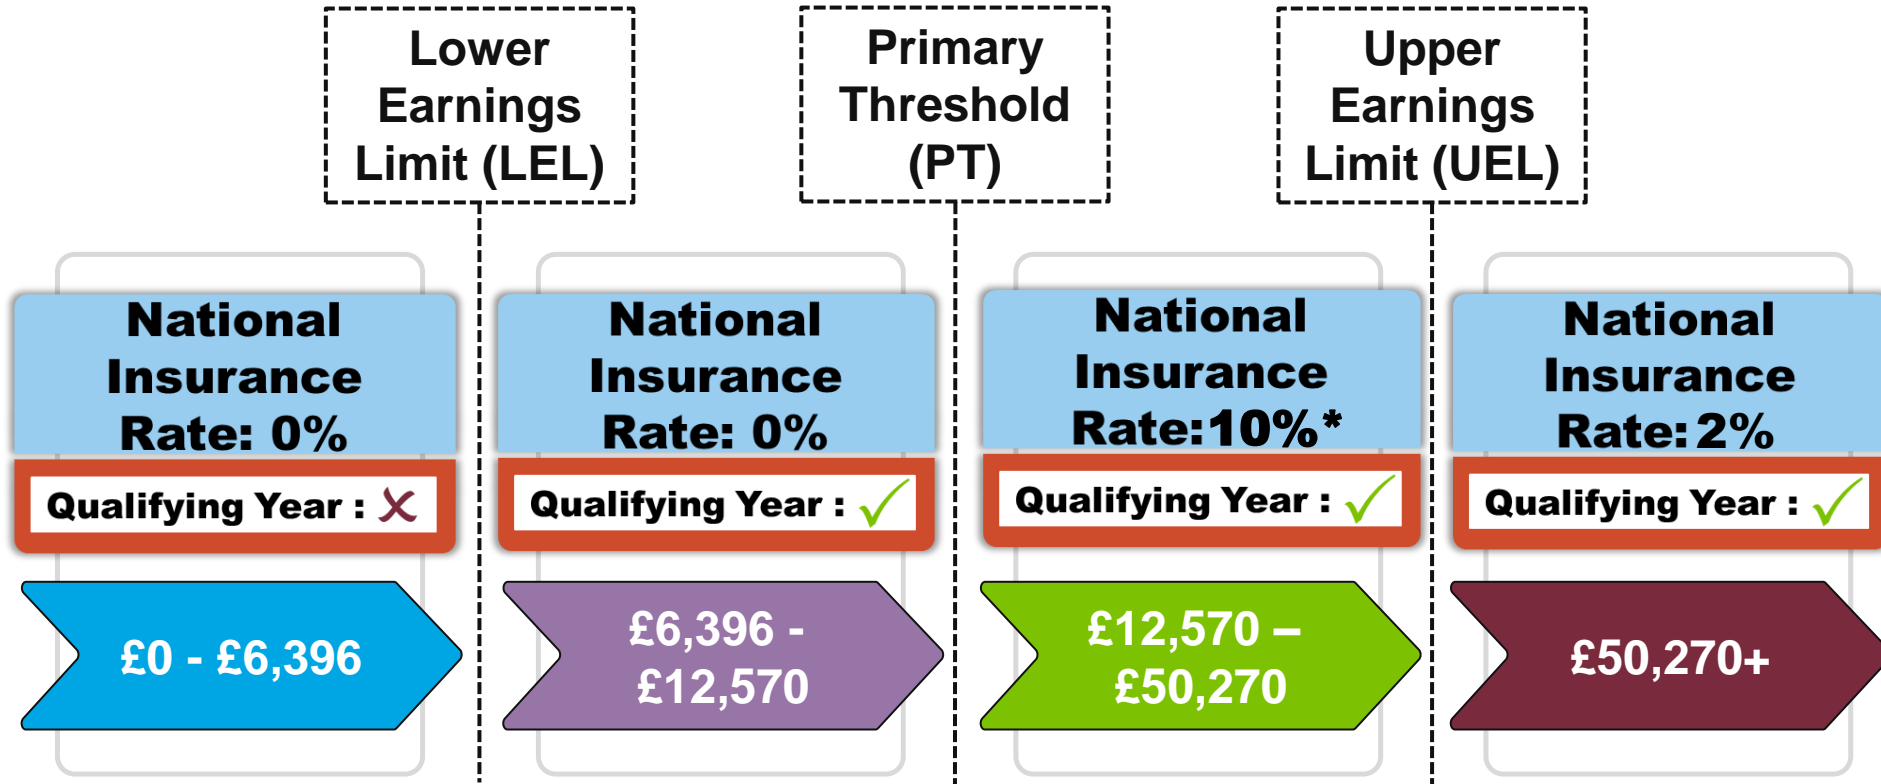 Lower
Earnings
Limit (LEL)
Primary
Threshold
(PT)
Upper
Earnings
Limit (UEL)
National
Insurance
Rate: 0%
Qualifying Year : ✗
£0 - £6,396
National
Insurance
Rate: 0%
Qualifying Year : ✓
£6,396 -
£12,570
National
Insurance
Rate: 10%*
Qualifying Year : ✓
£12,570 –
£50,270
National
Insurance
Rate: 2%
Qualifying Year : ✓
£50,270+